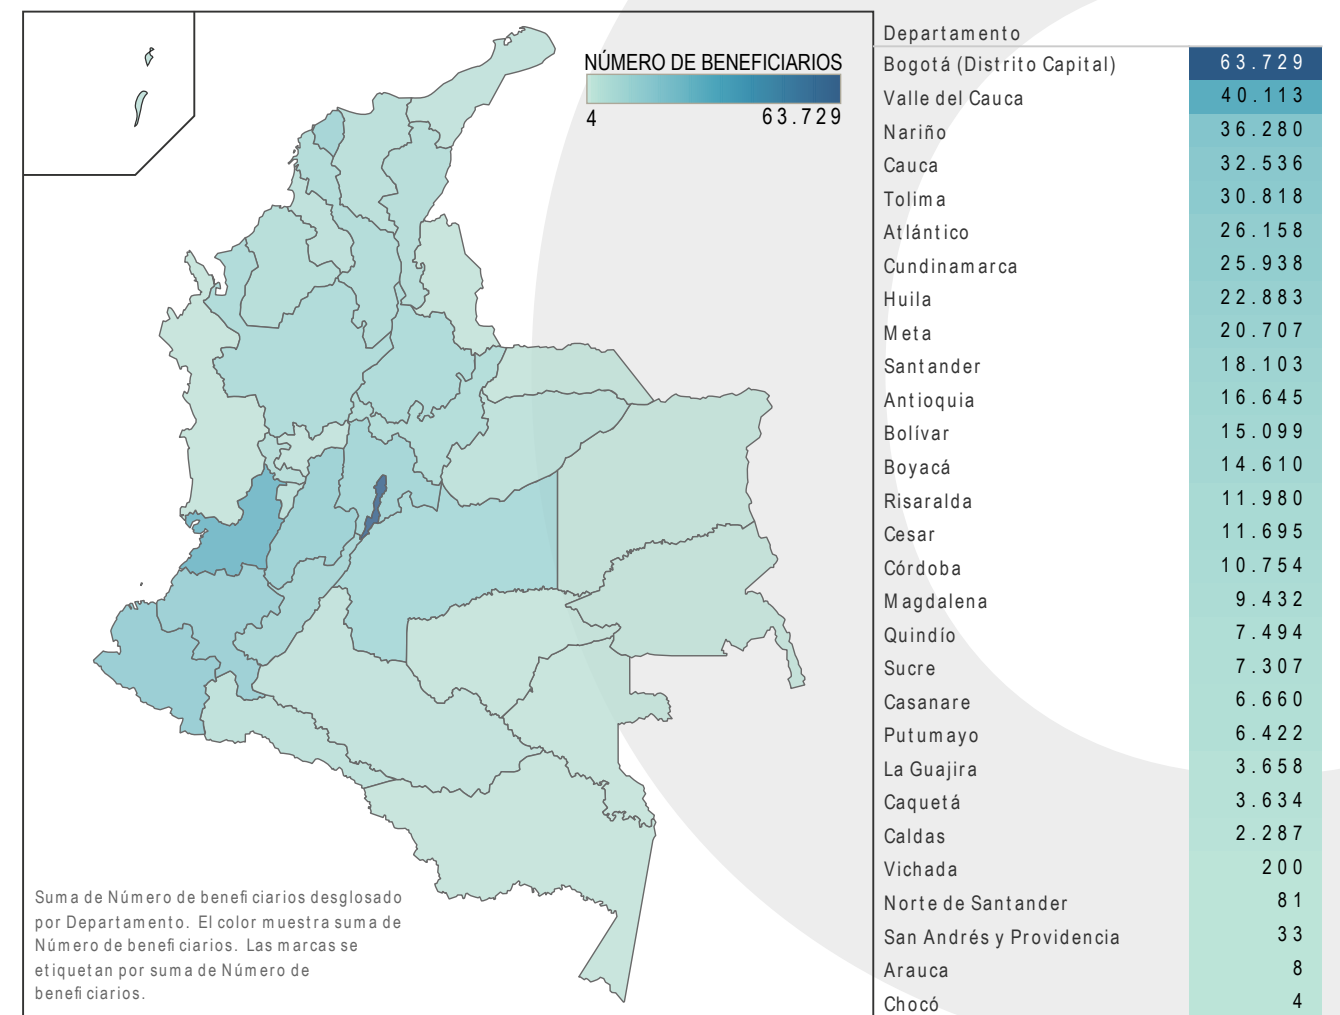 NÚMERO DE BENEFICIARIOS
4 63.729
Suma de Número de beneficiarios desglosado
por Departamento. El color muestra suma de
Número de beneficiarios. Las marcas se
etiquetan por suma de Número de
beneficiarios.
Departamento
Bogotá (Distrito Capital) 63.729
Valle del Cauca 40.113
Nariño 36.280
Cauca 32.536
Tolima 30.818
Atlántico 26.158
Cundinamarca 25.938
Huila 22.883
Meta 20.707
Santander 18.103
Antioquia 16.645
Bolívar 15.099
Boyacá 14.610
Risaralda 11.980
Cesar 11.695
Córdoba 10.754
Magdalena 9.432
Quindío 7.494
Sucre 7.307
Casanare 6.660
Putumayo 6.422
La Guajira 3.658
Caquetá 3.634
Caldas 2.287
Vichada 200
Norte de Santander 81
San Andrés y Providencia 33
Arauca 8
Chocó 4